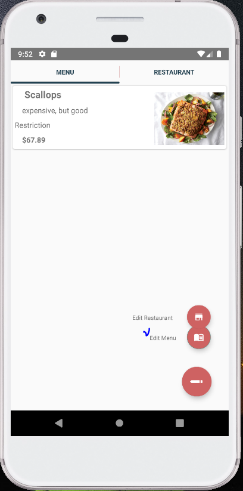 9:52
MENU
RESTAURANT
Scallops
expensive, but good
Restriction
$67.89
Edit Restaurant
Edit Menu